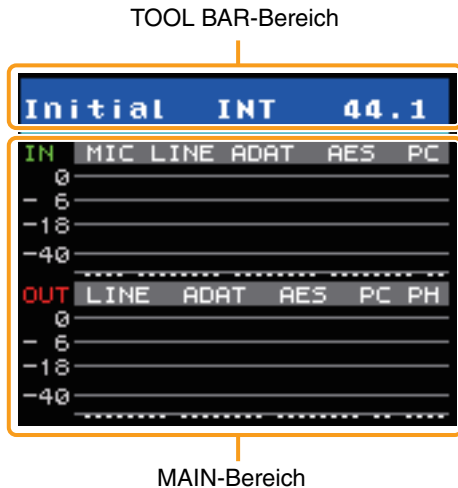 TOOL BAR-Bereich
Initial INT 44.1
IN MIC LINE ADAT AES PC
0
- 6
-18
-40
OUT LINE ADAT AES PC PH
0
- 6
-18
-40
MAIN-Bereich